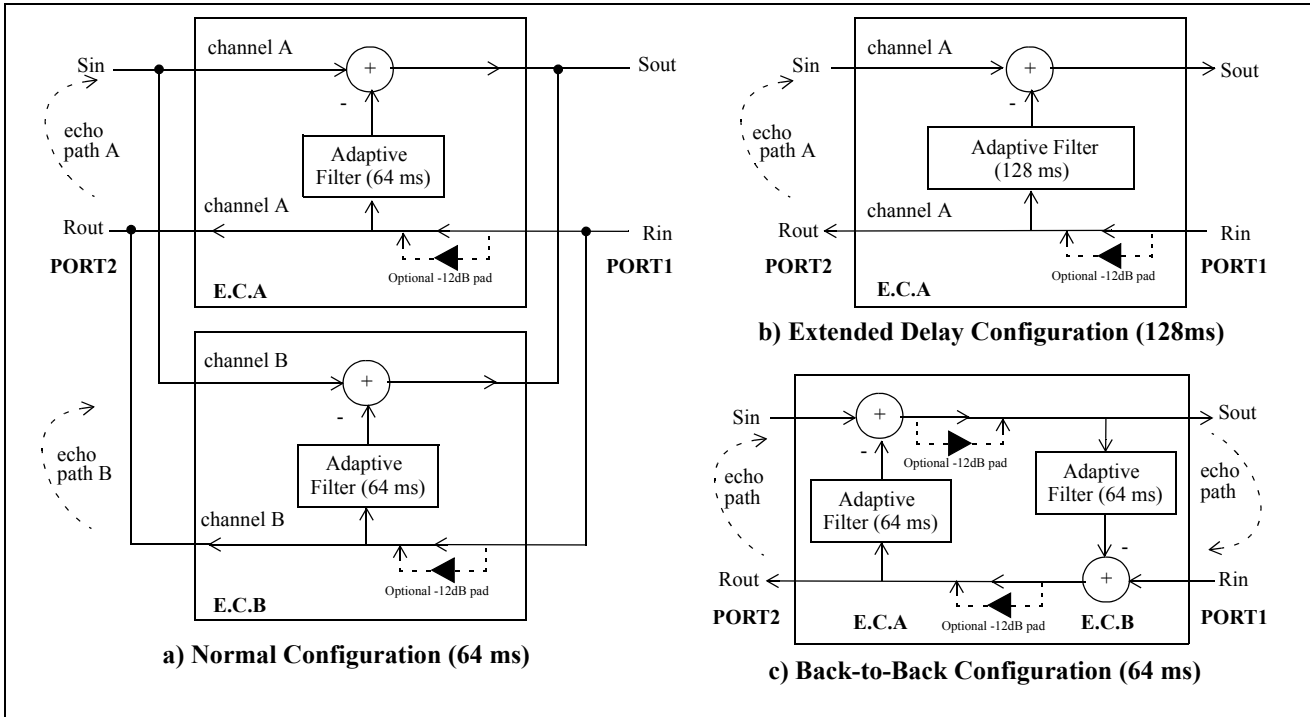 channel A
Sin
+
Sout
-
echo
path A
Adaptive
Filter (64 ms)
channel A
Rout
Rin
PORT2
PORT1
Optional -12dB pad
E.C.A
channel B
+
-
echo
path B
Adaptive
Filter (64 ms)
channel B
Optional -12dB pad
E.C.B
a) Normal Configuration (64 ms)
channel A
Sin
+
Sout
-
echo
path A
Adaptive Filter
(128 ms)
channel A
Rout
Rin
PORT2
PORT1
Optional -12dB pad
E.C.A
b) Extended Delay Configuration (128ms)
Sin
+
Sout
-
Optional -12dB pad
echo
path
Adaptive
Filter (64 ms)
Adaptive
Filter (64 ms)
echo
path
-
Rout
+
Rin
PORT2
E.C.A
Optional -12dB pad
E.C.B
PORT1
c) Back-to-Back Configuration (64 ms)